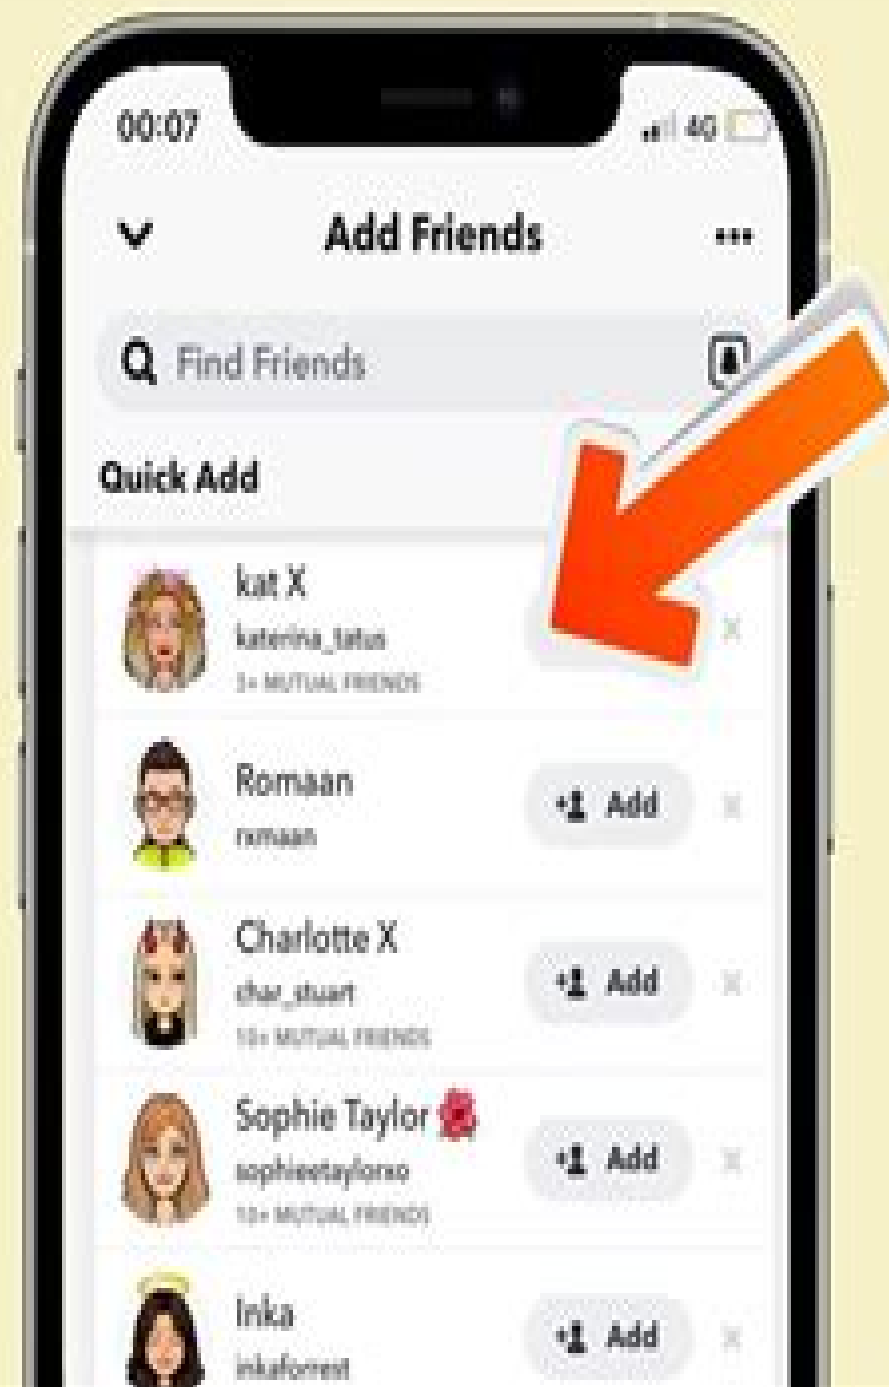 00:07
4G
Add Friends
Find Friends
Quick Add
kat X
katerina_tatus
3+ MUTUAL FRIENDS
Romaan
rxmaan
+ Add
Charlotte X
char_stuart
10+ MUTUAL FRIENDS
+ Add
Sophie Taylor 🌺
sophieetaylorxo
10+ MUTUAL FRIENDS
+ Add
Inka
inkaforrest
+ Add